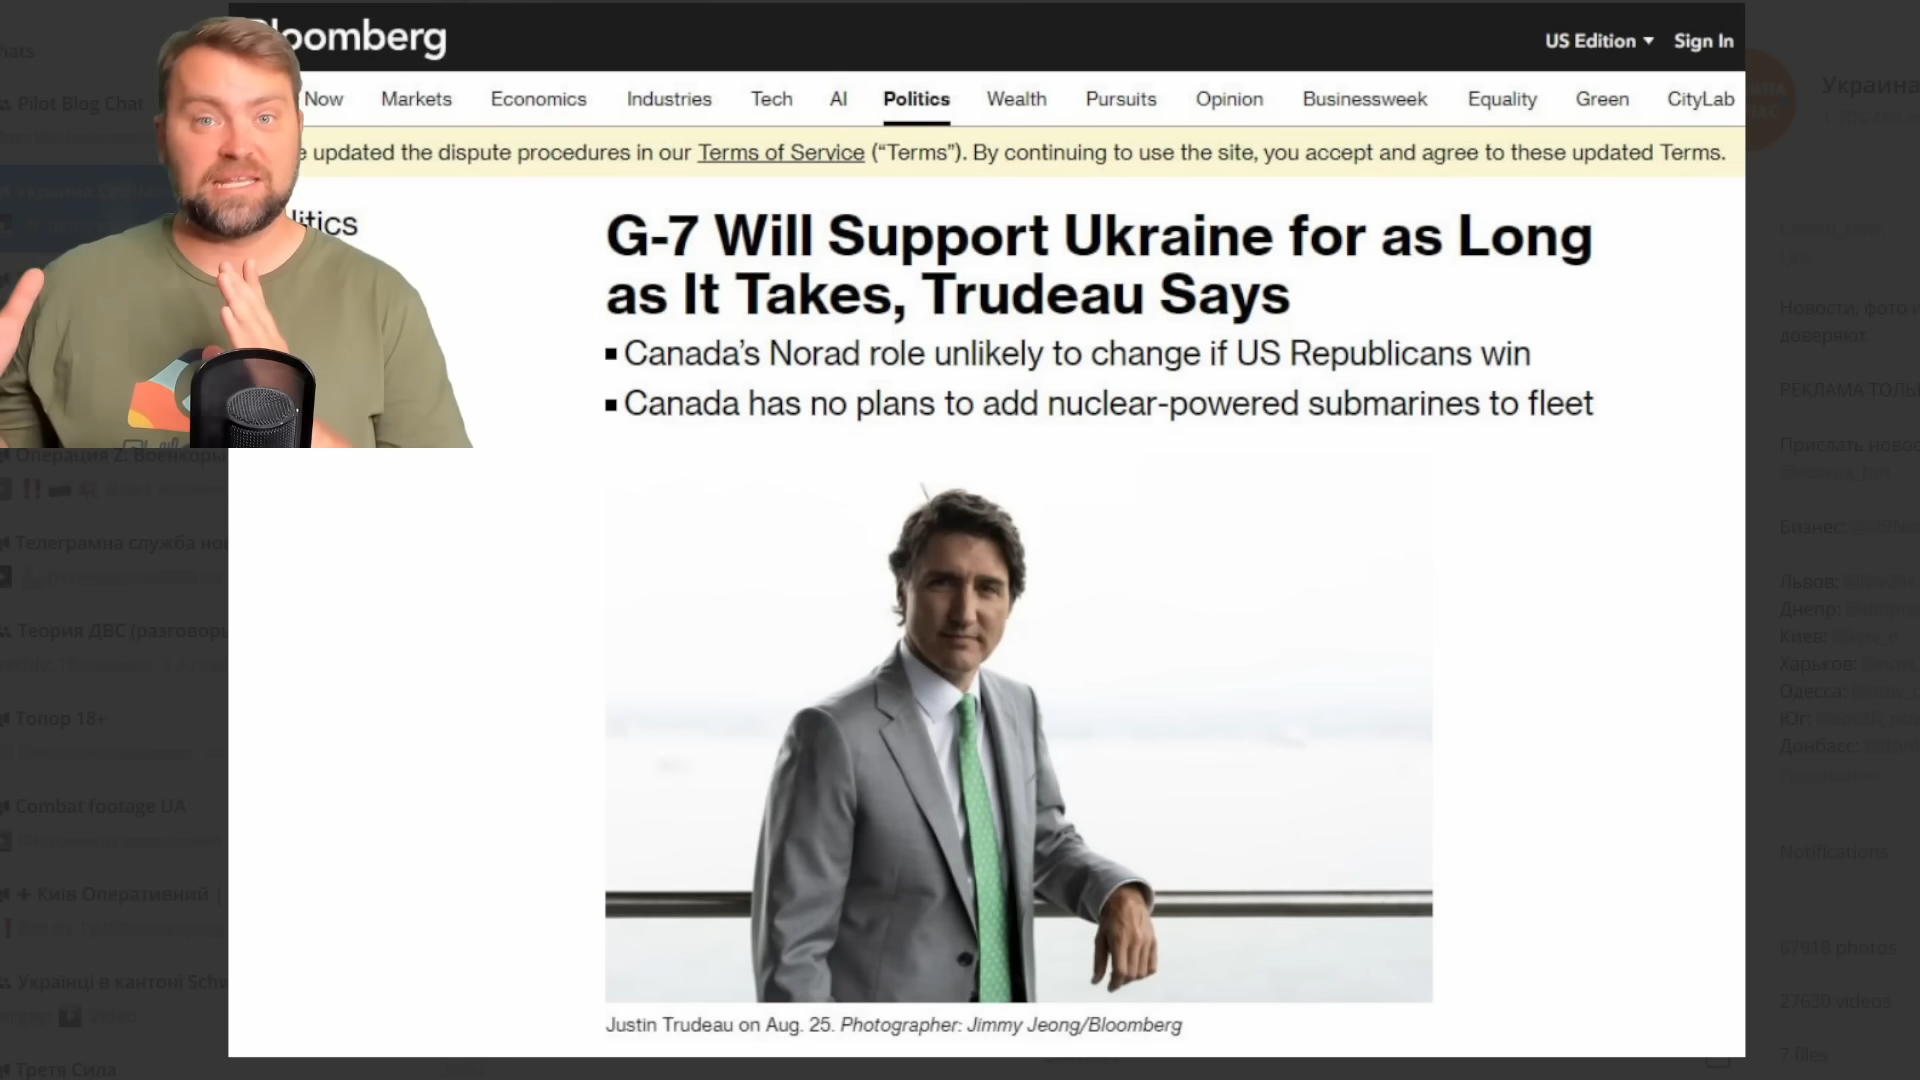 Bloomberg
US Edition
Sign In
Now
Markets
Economics
Industries
Tech
AI
Politics
Wealth
Pursuits
Opinion
Businessweek
Equality
Green
CityLab
updated the dispute procedures in our Terms of Service (“Terms”). By continuing to use the site, you accept and agree to these updated Terms.
litics
G-7 Will Support Ukraine for as Long
as It Takes, Trudeau Says
Canada’s Norad role unlikely to change if US Republicans win
Canada has no plans to add nuclear-powered submarines to fleet
Justin Trudeau on Aug. 25. Photographer: Jimmy Jeong/Bloomberg
hats
Pilot Blog Chat
Операция Z: Военкоры
Телеграмна служба но
Теория ДВС (разговоры
Топор 18+
Combat footage UA
+ Київ Оперативний |
Українці в кантоні Schw
Video
Третя Сила
Украина
Новости, фото и
доверяют.
РЕКЛАМА ТОЛЬ
Прислать новос
Бизнес:
Львов:
Днепр:
Киев:
Харьков:
Одесса:
Юг:
Донбасс:
Notifications
67918 photos
27630 videos
7 files